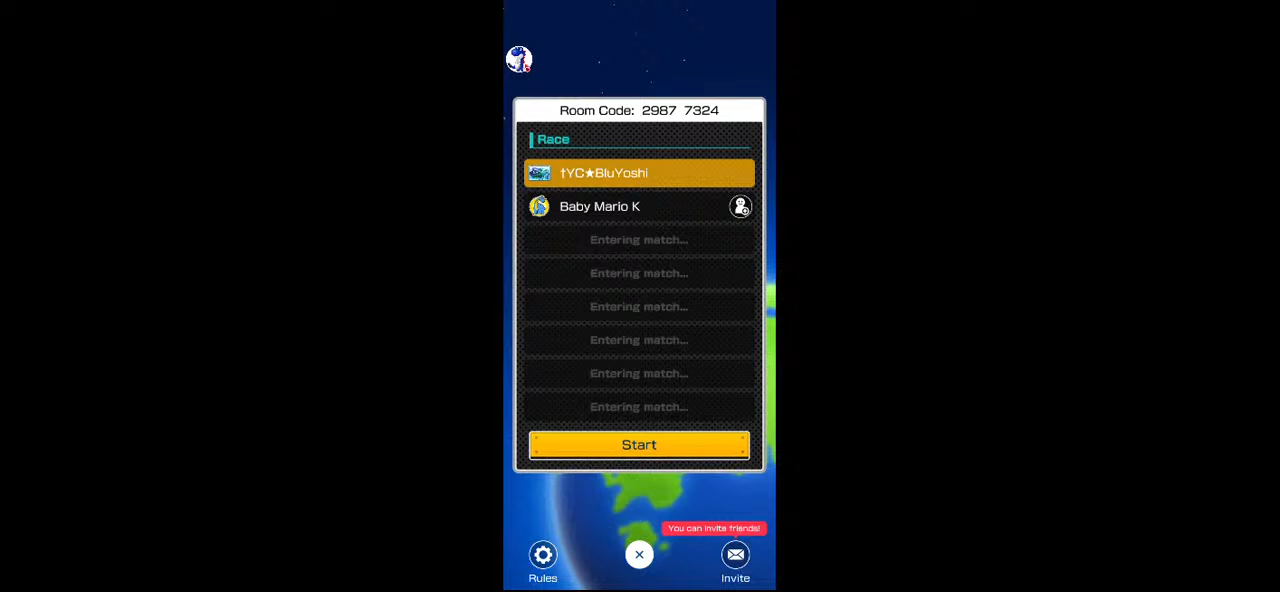 Room Code: 2987 7324
Race
†YC★BluYoshi
Baby Mario K
Entering match...
Entering match...
Entering match...
Entering match...
Entering match...
Entering match...
Start
You can invite friends!
Rules
Invite